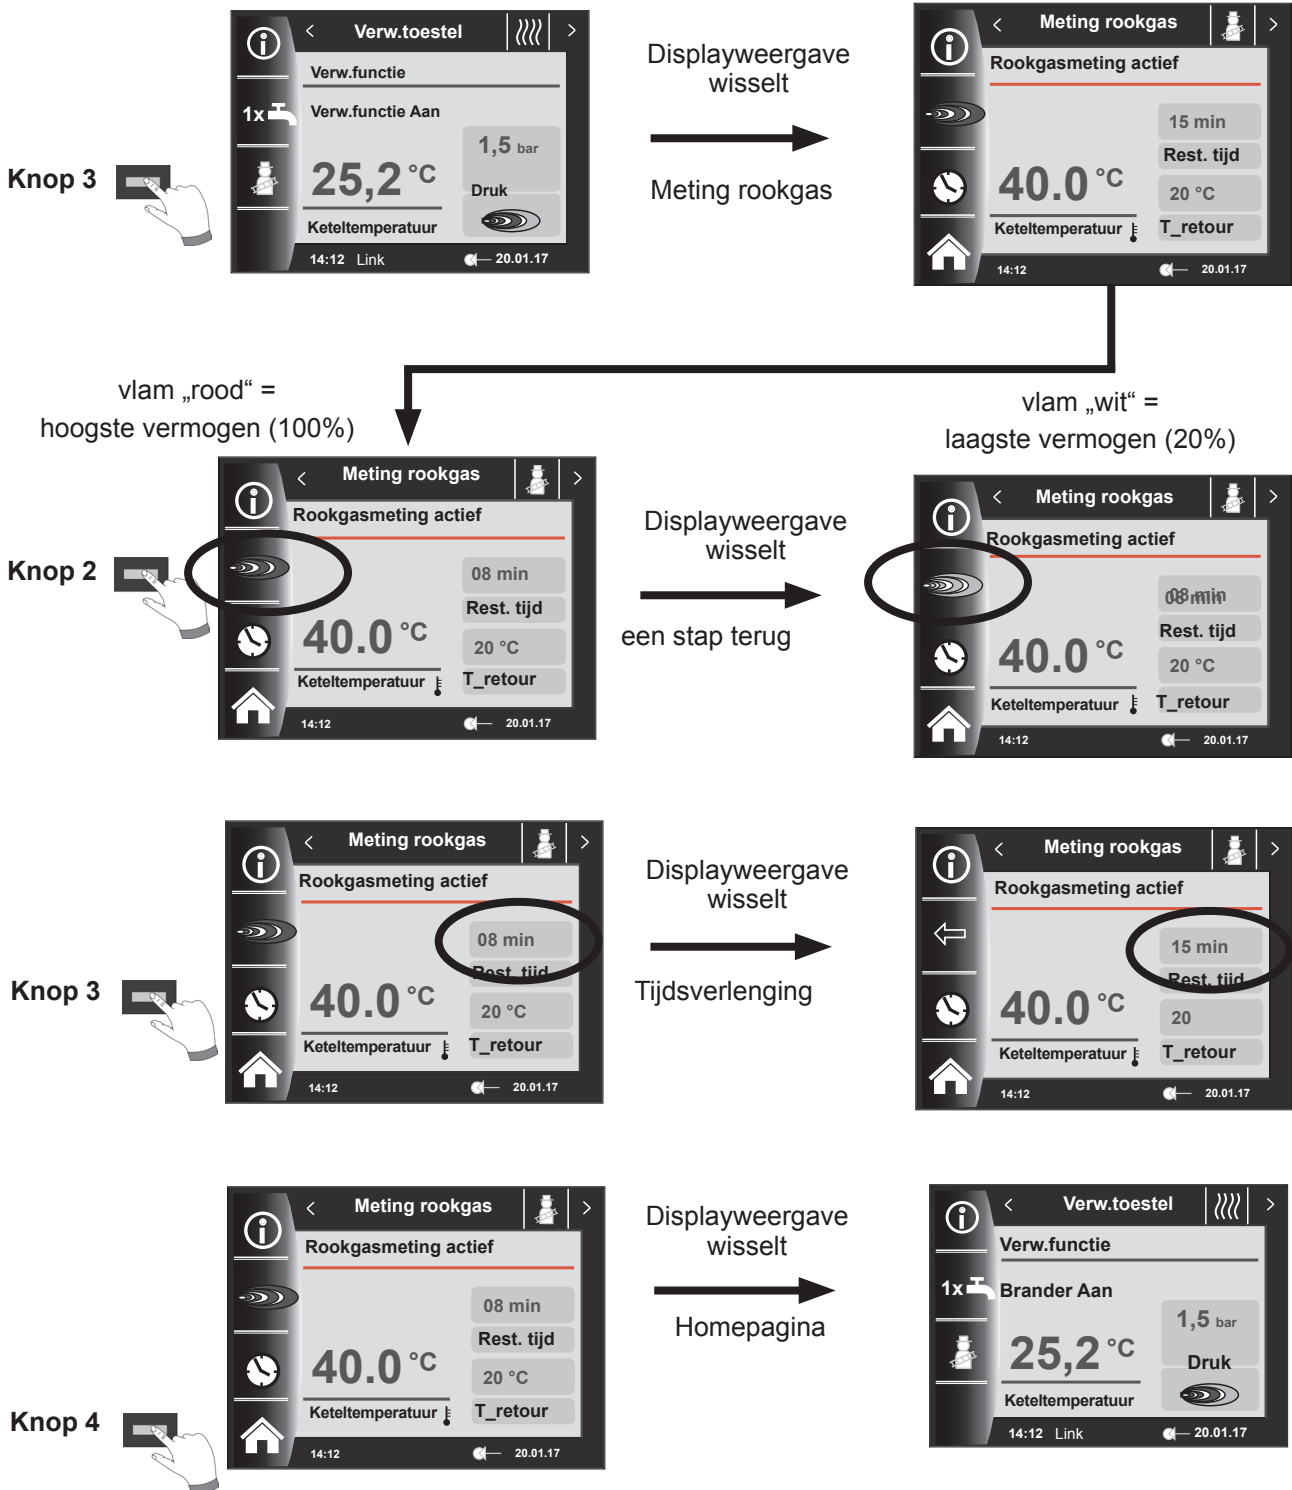 Knop 3
< Verw.toestel >
Verw.functie
1x
Verw.functie Aan
1,5 bar
25,2 °C
Druk
Keteltemperatuur
14:12 Link 20.01.17
Displayweergave
wisselt
Meting rookgas
< Meting rookgas >
Rookgasmeting actief
15 min
Rest. tijd
40.0 °C
20 °C
Keteltemperatuur
T_retour
14:12 20.01.17
vlam „rood“ =
hoogste vermogen (100%)
vlam „wit“ =
laagste vermogen (20%)
Knop 2
< Meting rookgas >
Rookgasmeting actief
08 min
Rest. tijd
40.0 °C
20 °C
Keteltemperatuur
T_retour
14:12 20.01.17
Displayweergave
wisselt
een stap terug
< Meting rookgas >
Rookgasmeting actief
08 min
Rest. tijd
40.0 °C
20 °C
Keteltemperatuur
T_retour
14:12 20.01.17
Knop 3
< Meting rookgas >
Rookgasmeting actief
08 min
Rest. tijd
40.0 °C
20 °C
Keteltemperatuur
T_retour
14:12 20.01.17
Displayweergave
wisselt
Tijdsverlenging
< Meting rookgas >
Rookgasmeting actief
15 min
Rest. tijd
40.0 °C
20
Keteltemperatuur
T_retour
14:12 20.01.17
Knop 4
< Meting rookgas >
Rookgasmeting actief
08 min
Rest. tijd
40.0 °C
20 °C
Keteltemperatuur
T_retour
14:12 20.01.17
Displayweergave
wisselt
Homepagina
< Verw.toestel >
Verw.functie
1x
Brander Aan
1,5 bar
25,2 °C
Druk
Keteltemperatuur
14:12 Link 20.01.17